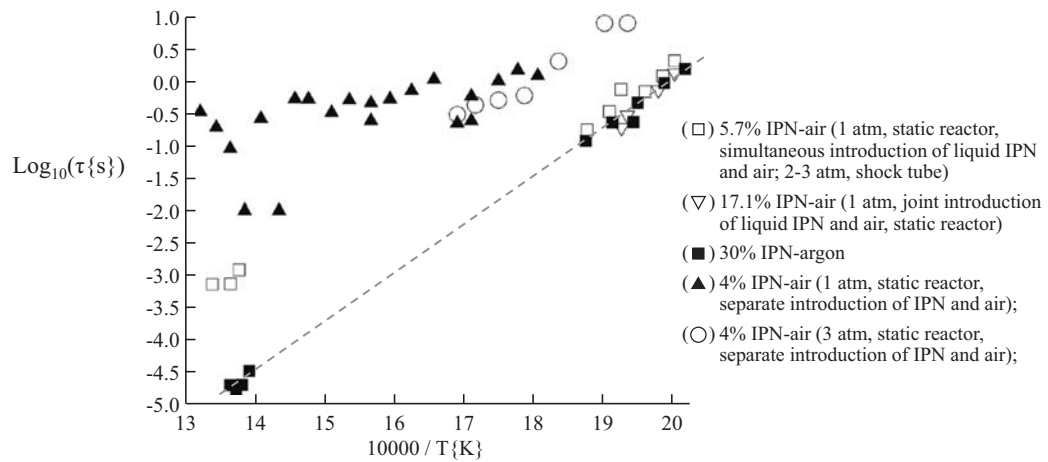 1.0
0.5
0.0
-0.5
-1.0
-1.5
-2.0
-2.5
-3.0
-3.5
-4.0
-4.5
-5.0
Log₁₀(τ{s})
13 14 15 16 17 18 19 20
10000 / T{K}
(□) 5.7% IPN-air (1 atm, static reactor,
simultaneous introduction of liquid IPN
and air; 2-3 atm, shock tube)
(▽) 17.1% IPN-air (1 atm, joint introduction
of liquid IPN and air, static reactor)
■ 30% IPN-argon
(▲) 4% IPN-air (1 atm, static reactor,
separate introduction of IPN and air);
(○) 4% IPN-air (3 atm, static reactor,
separate introduction of IPN and air);